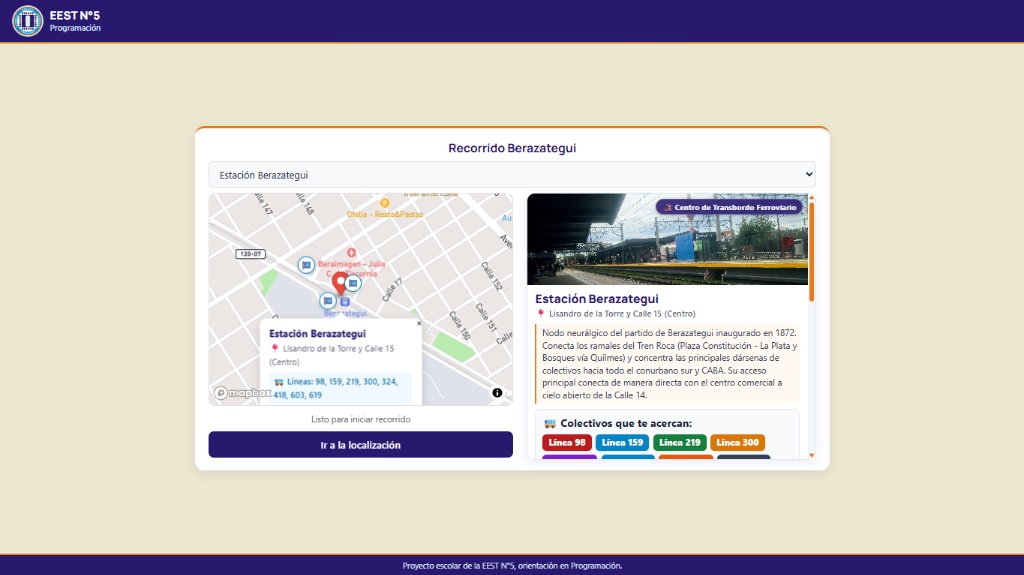 EEST Nº5
Programación
Recorrido Berazategui
Estación Berazategui
Calle 147
Calle 148
Ofelia – Resto&Pastas
120-07
Beraimagen – Julia
Calle 17
Calle 152
Calle 151
Calle 150
Berazategui
Estación Berazategui
Lisandro de la Torre y Calle 15
(Centro)
Líneas: 98, 159, 219, 300, 324,
418, 603, 619
mapbox
Listo para iniciar recorrido
Ir a la localización
Centro de Transbordo Ferroviario
Estación Berazategui
Lisandro de la Torre y Calle 15 (Centro)
Nodo neurálgico del partido de Berazategui inaugurado en 1872.
Conecta los ramales del Tren Roca (Plaza Constitución - La Plata y
Bosques vía Quilmes) y concentra las principales dársenas de
colectivos hacia todo el conurbano sur y CABA. Su acceso
principal conecta de manera directa con el centro comercial a
cielo abierto de la Calle 14.
Colectivos que te acercan:
Línea 98 Línea 159 Línea 219 Línea 300
Proyecto escolar de la EEST Nº5, orientación en Programación.